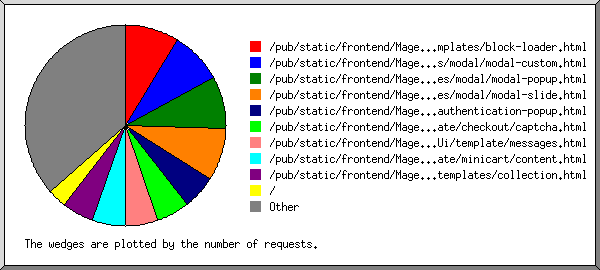 /pub/static/frontend/Mage...mplates/block-loader.html
/pub/static/frontend/Mage...s/modal/modal-custom.html
/pub/static/frontend/Mage...es/modal/modal-popup.html
/pub/static/frontend/Mage...es/modal/modal-slide.html
/pub/static/frontend/Mage...authentication-popup.html
/pub/static/frontend/Mage...ate/checkout/captcha.html
/pub/static/frontend/Mage...Ui/template/messages.html
/pub/static/frontend/Mage...ate/minicart/content.html
/pub/static/frontend/Mage...templates/collection.html
/
Other
The wedges are plotted by the number of requests.